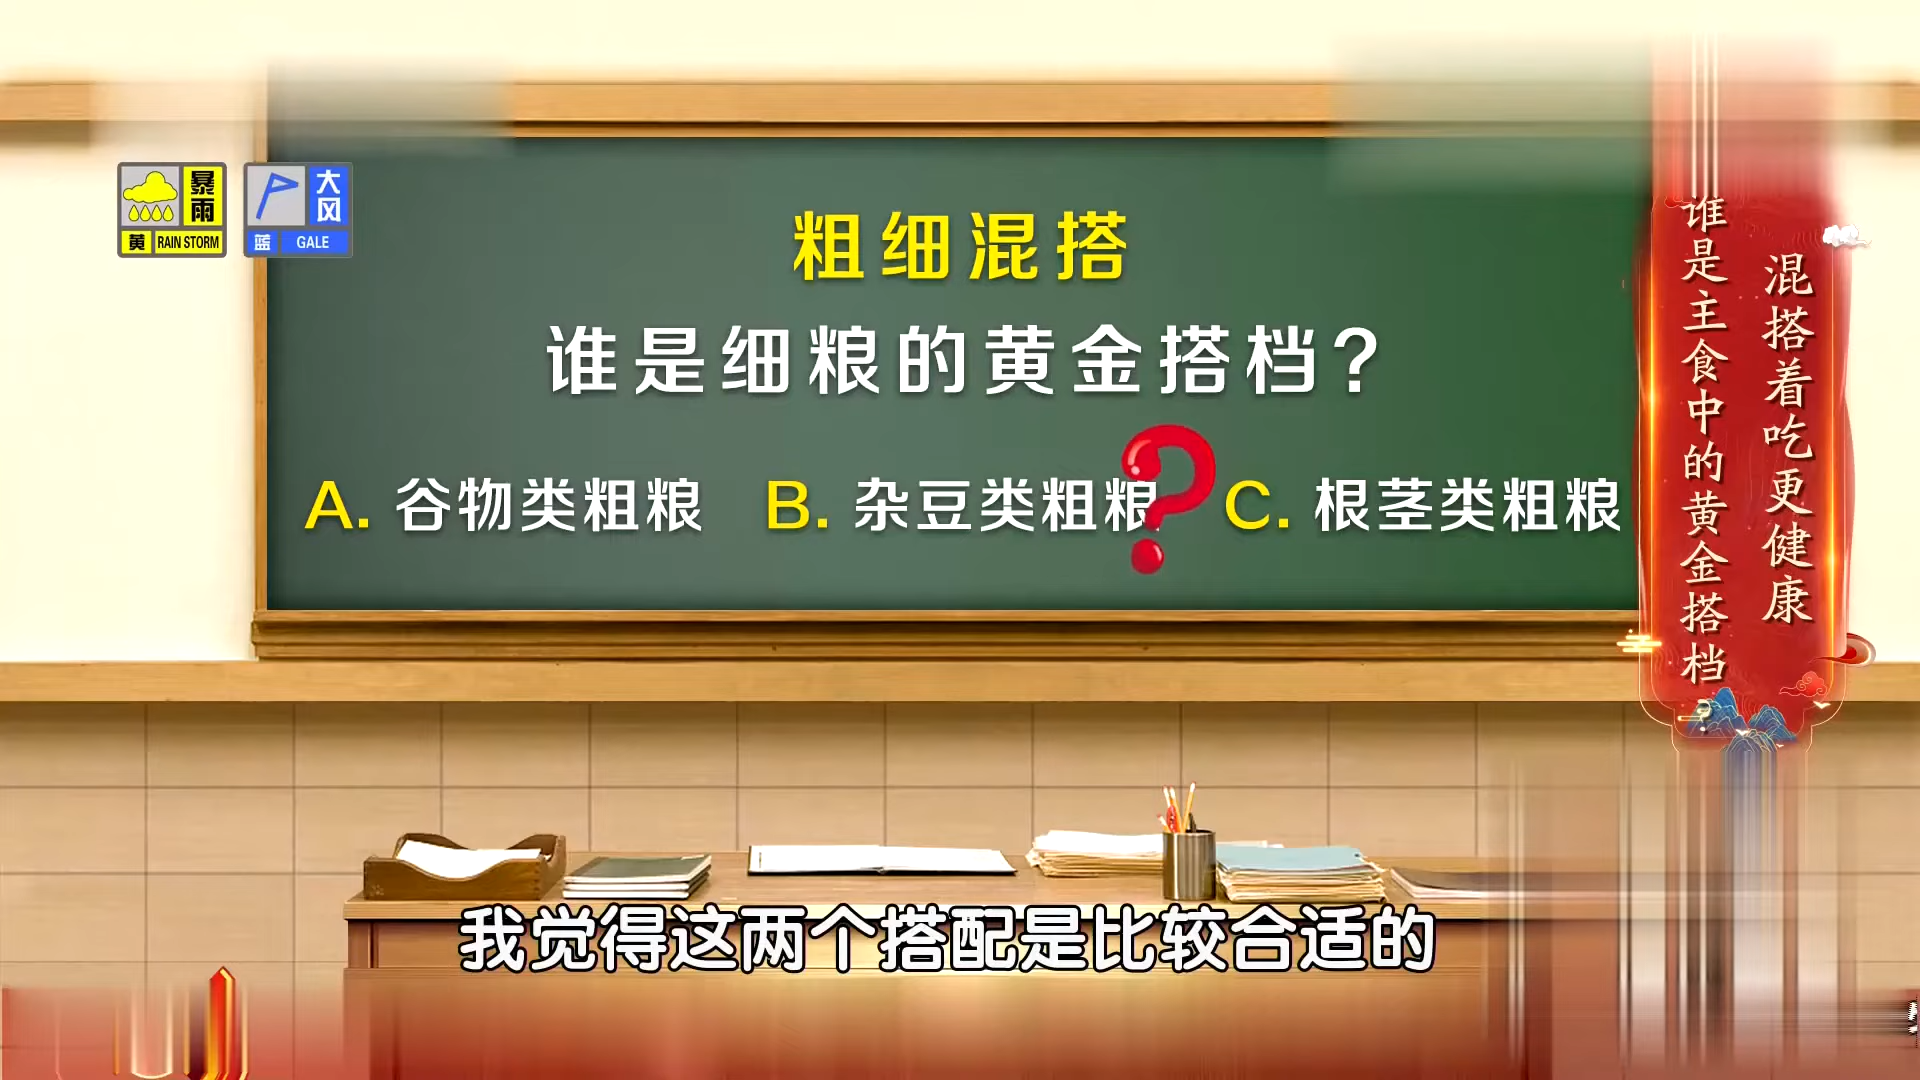 暴雨
黄 RAIN STORM
大风
蓝 GALE
粗细混搭
谁是细粮的黄金搭档?
A. 谷物类粗粮 B. 杂豆类粗粮 C. 根茎类粗粮
混搭着吃更健康
谁是主食中的黄金搭档
我觉得这两个搭配是比较合适的